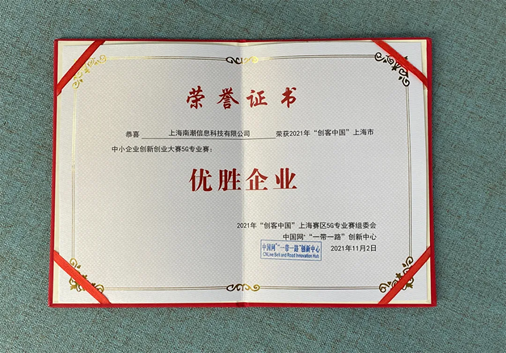 荣誉证书
恭喜 上海南潮信息科技有限公司 荣获2021年“创客中国”上海市
中小企业创新创业大赛5G专业赛：
优胜企业
2021年“创客中国”上海赛区5G专业赛组委会
中国网·“一带一路”创新中心
中国网“一带一路”创新中心
China Belt and Road Innovation Hub
2021年11月2日